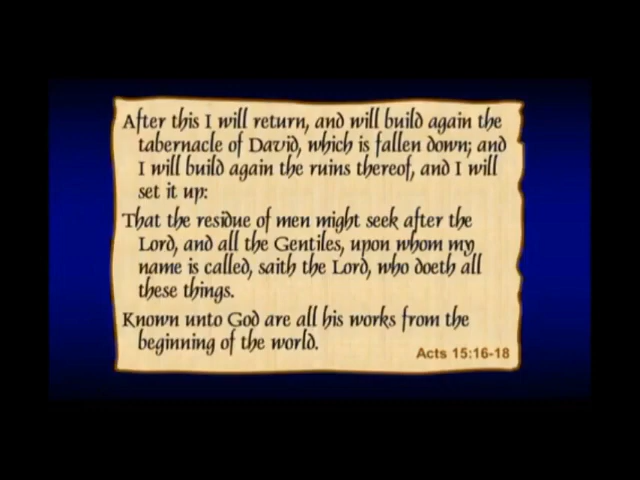 After this I will return, and will build again the
tabernacle of David, which is fallen down; and
I will build again the ruins thereof, and I will
set it up:
That the residue of men might seek after the
Lord, and all the Gentiles, upon whom my
name is called, saith the Lord, who doeth all
these things.
Known unto God are all his works from the
beginning of the world.
Acts 15:16-18